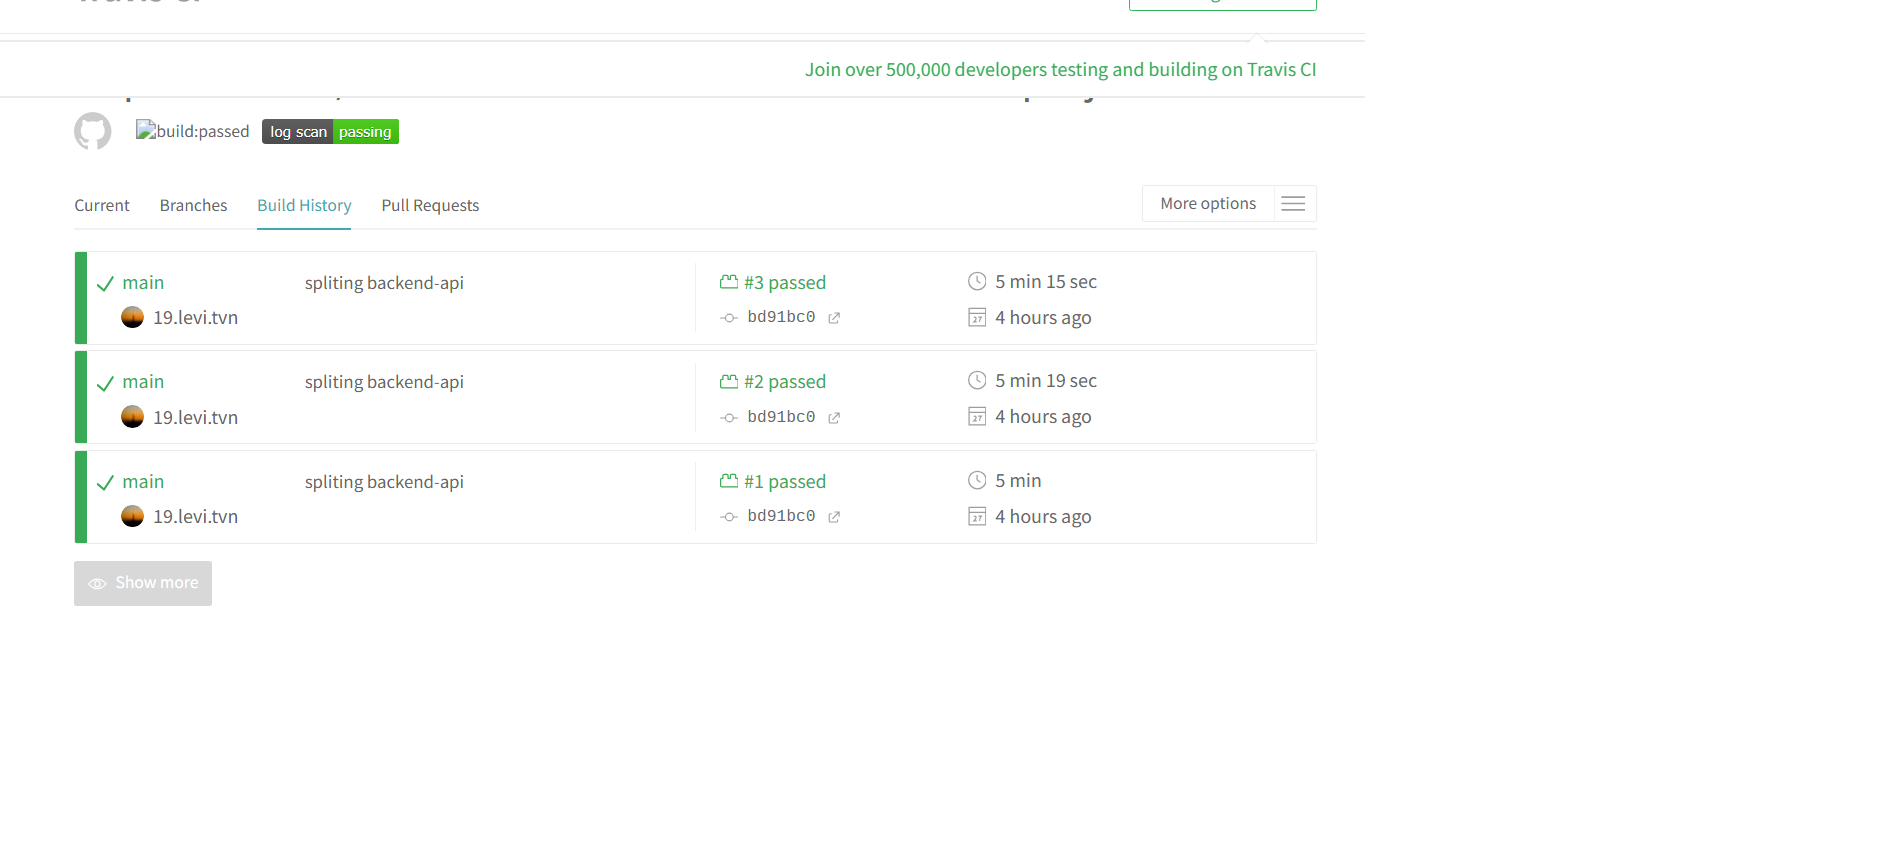 Travis CI
Join over 500,000 developers testing and building on Travis CI
build:passed
log scan passing
Current Branches Build History Pull Requests
More options
main spliting backend-api #3 passed 5 min 15 sec
19.levi.tvn bd91bc0 27 4 hours ago
main spliting backend-api #2 passed 5 min 19 sec
19.levi.tvn bd91bc0 27 4 hours ago
main spliting backend-api #1 passed 5 min
19.levi.tvn bd91bc0 27 4 hours ago
Show more